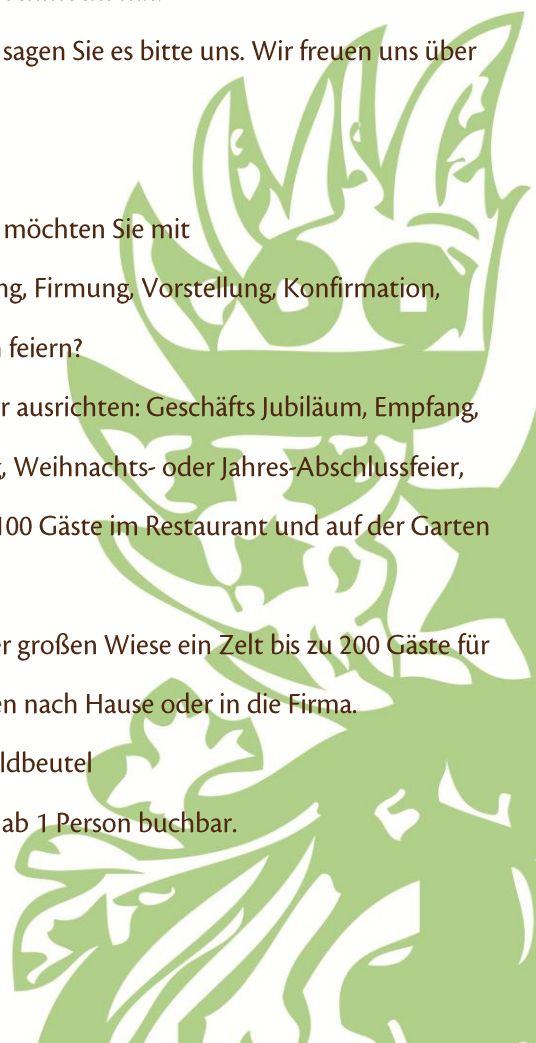 sagen Sie es bitte uns. Wir freuen uns über
möchten Sie mit
ng, Firmung, Vorstellung, Konfirmation,
feiern?
r ausrichten: Geschäfts Jubiläum, Empfang,
, Weihnachts- oder Jahres-Abschlussfeier,
100 Gäste im Restaurant und auf der Garten
er großen Wiese ein Zelt bis zu 200 Gäste für
en nach Hause oder in die Firma.
ldbeutel
ab 1 Person buchbar.